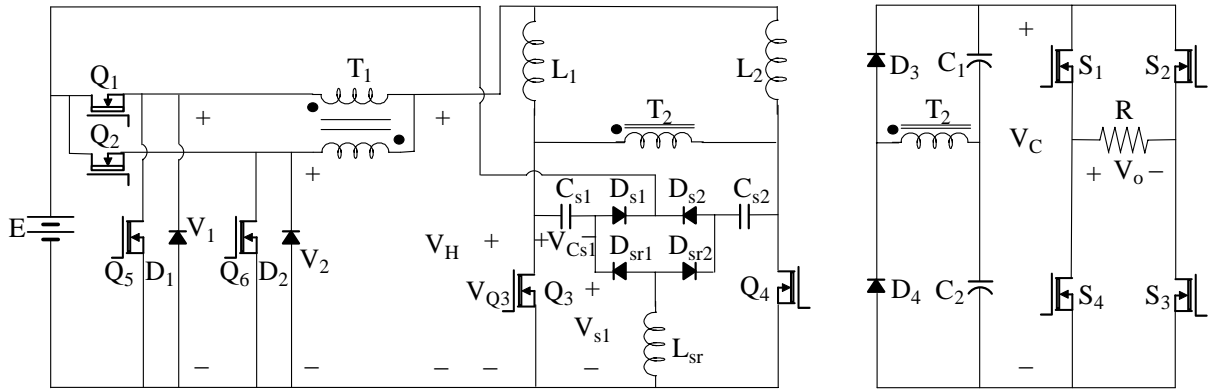 Q1 T1 L1 L2 D3 C1 + S1 S2
+ +
Q2 T2 T2 R
+ VC + Vo −
Cs1 Ds1 Ds2 Cs2
E V1 V2 VH + + VCs1 − Dsr1 Dsr2
Q5 D1 Q6 D2 VQ3 Q3 + Q4 D4 C2 S4 S3
Vs1 Lsr
− − − − − − −